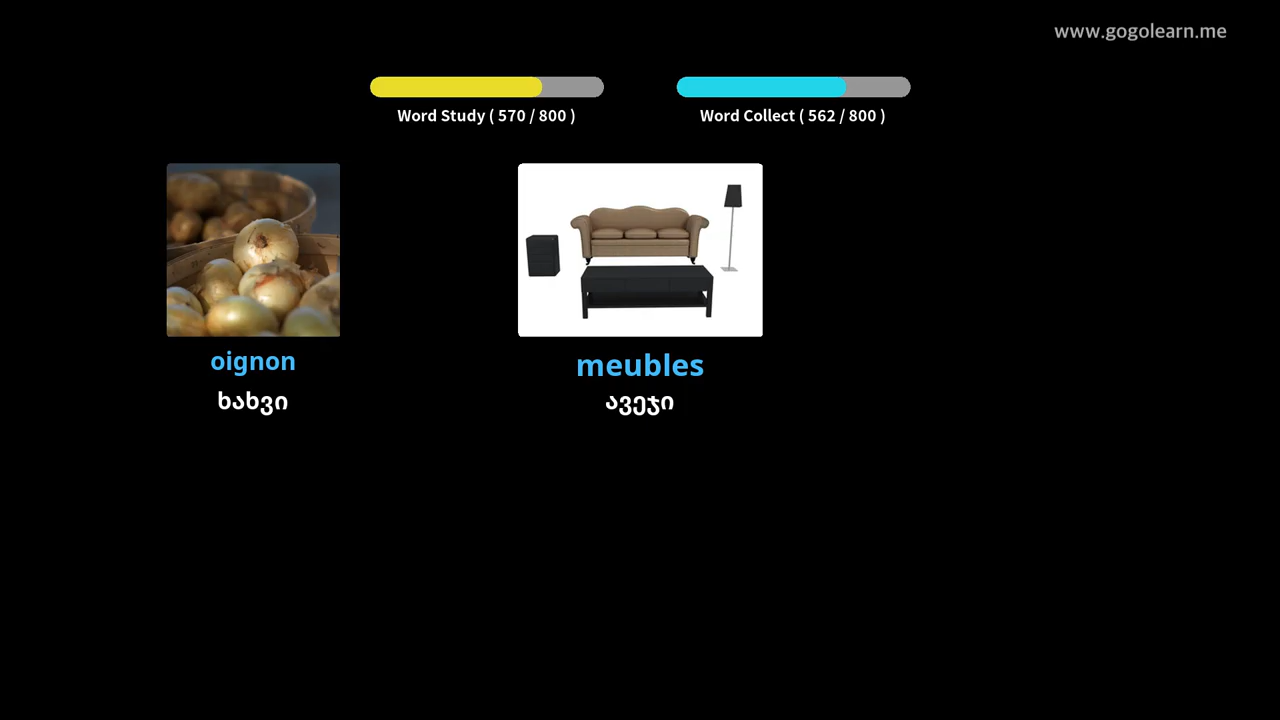 www.gogolearn.me
Word Study ( 570 / 800 )
Word Collect ( 562 / 800 )
oignon
ხახვი
meubles
ავეჯი